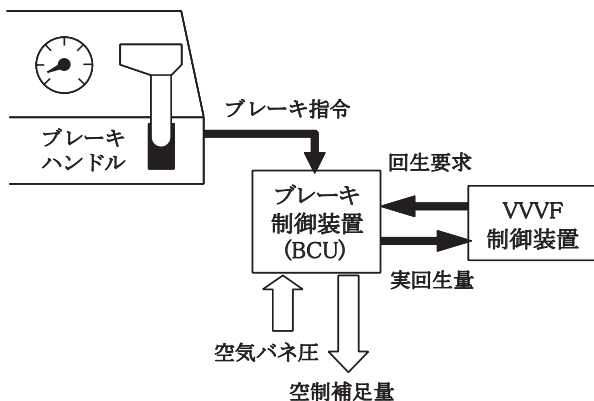 ブレーキ指令
ブレーキ
ハンドル
回生要求
ブレーキ
制御装置
(BCU)
VVVF
制御装置
実回生量
空気バネ圧
空制補足量